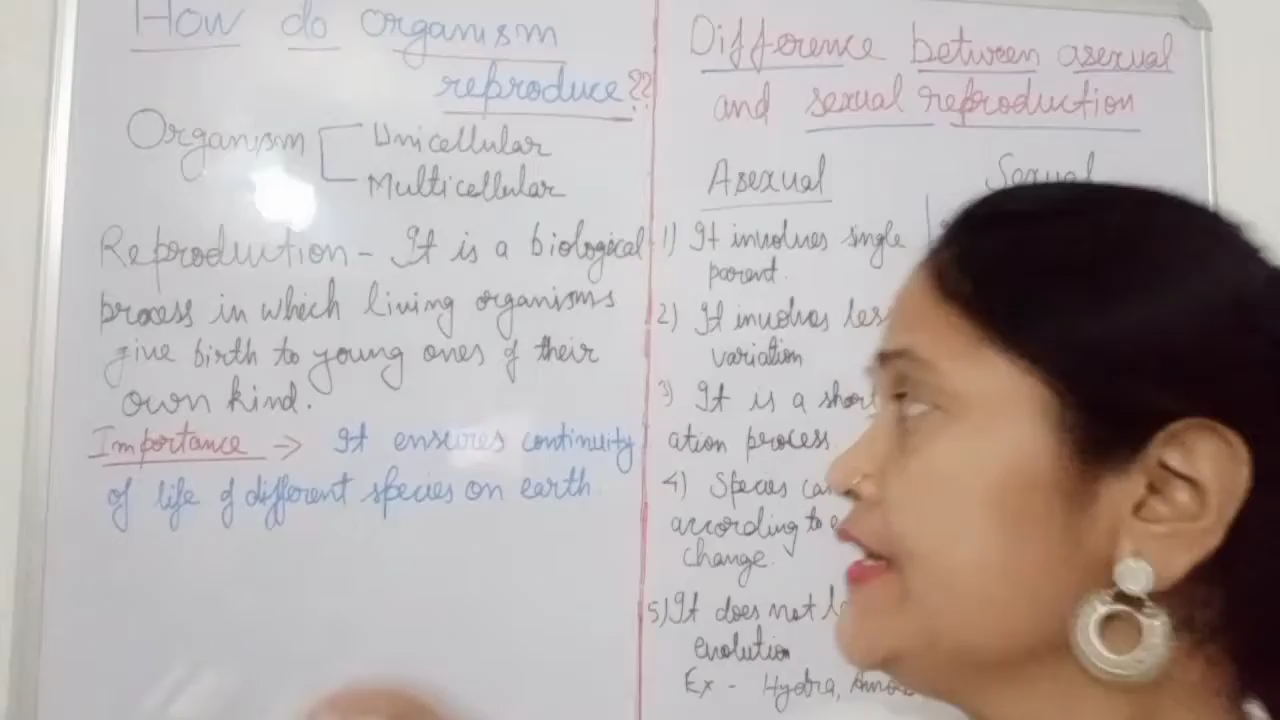 How do organism
reproduce??
Organism
Unicellular
Multicellular
Reproduction - It is a biological
process in which living organisms
give birth to young ones of their
own kind.
Importance → It ensures continuity
of life of different species on earth
Difference between asexual
and sexual reproduction
Asexual
Sexual
1) It involves single
parent.
2) It involves less
variation
3) It is a short
ation process
4) Species can
according to
change.
5) It does not
evolution
Ex - Hydra,